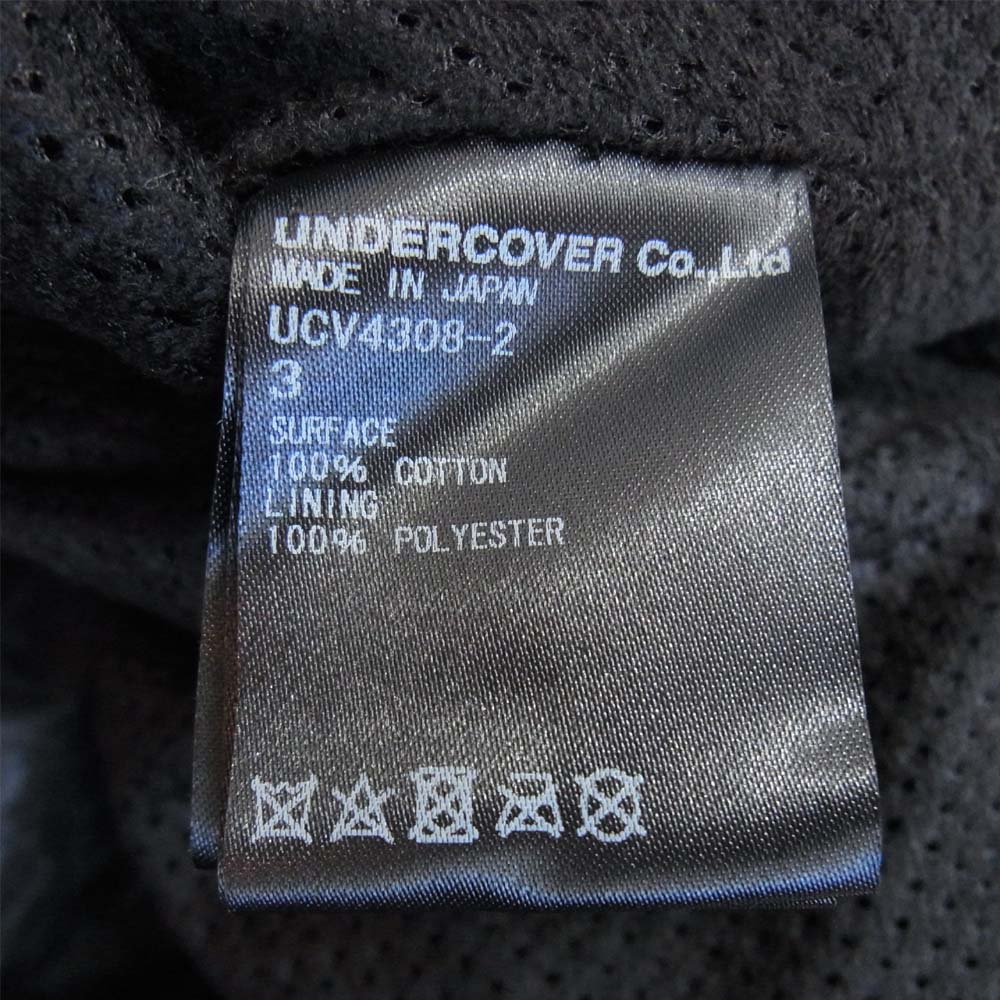 UNDERCOVER Co.,Ltd
MADE IN JAPAN
UCV4308-2
3
SURFACE
100% COTTON
LINING
100% POLYESTER